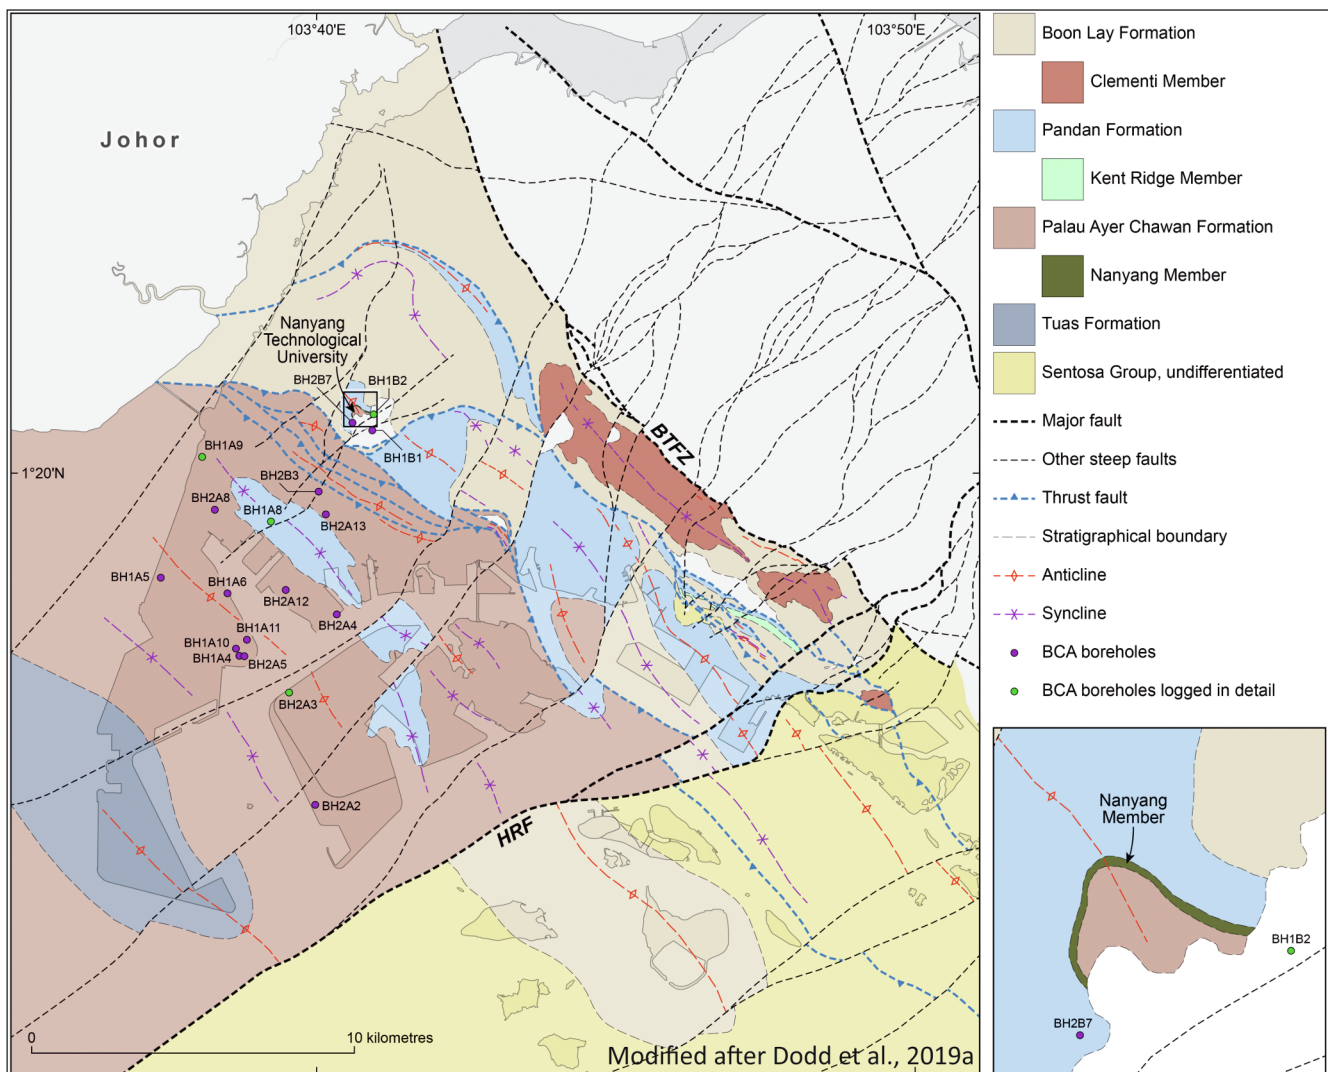 103°40'E
103°50'E
Johor
Nanyang
Technological
University
BH2B7
BH1B2
BTFZ
BH1B1
BH1A9
1°20'N
BH2B3
BH2A8
BH1A8
BH2A13
BH1A5
BH1A6
BH2A12
BH2A4
BH1A11
BH1A10
BH1A4
BH2A5
BH2A3
BH2A2
HRF
0
10 kilometres
Modified after Dodd et al., 2019a
Boon Lay Formation
Clementi Member
Pandan Formation
Kent Ridge Member
Palau Ayer Chawan Formation
Nanyang Member
Tuas Formation
Sentosa Group, undifferentiated
Major fault
Other steep faults
Thrust fault
Stratigraphical boundary
Anticline
Syncline
BCA boreholes
BCA boreholes logged in detail
Nanyang
Member
BH1B2
BH2B7